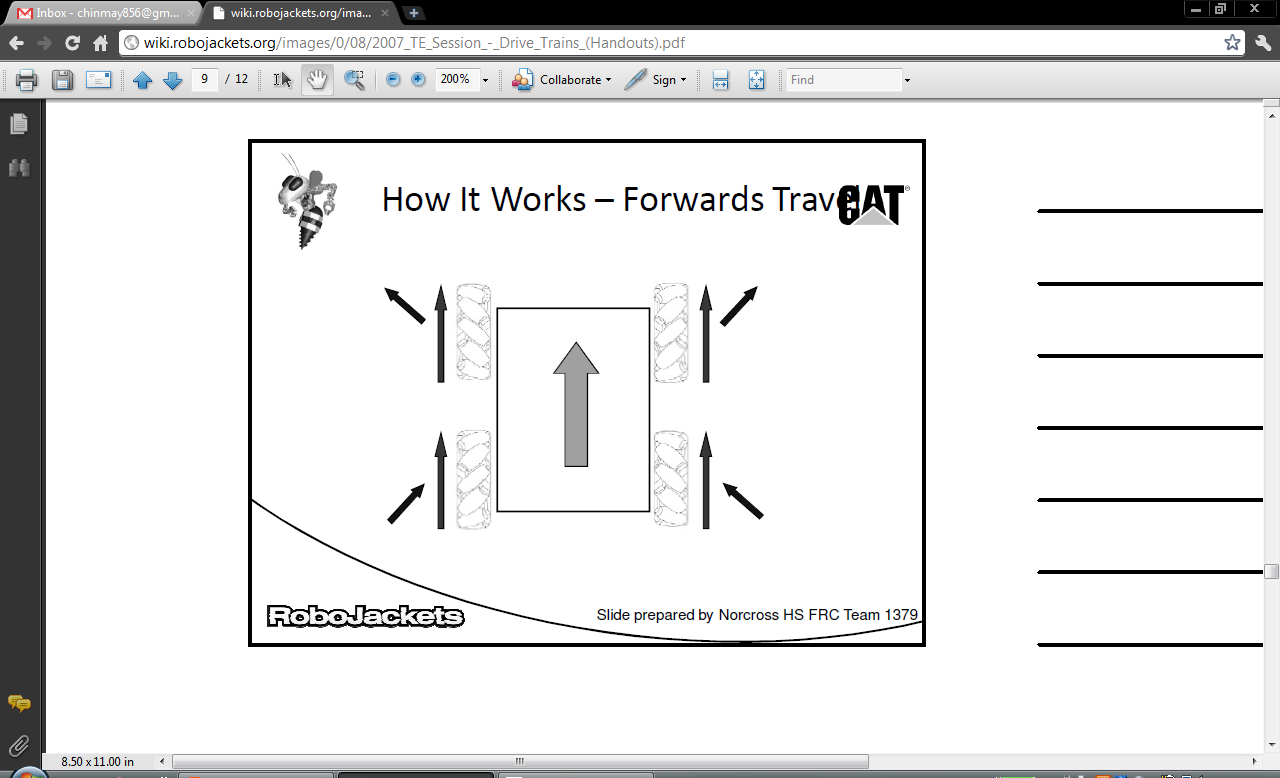 Inbox - chinmay856@gm...
wiki.robojackets.org/ima...
wiki.robojackets.org/images/0/08/2007_TE_Session_-_Drive_Trains_(Handouts).pdf
9 / 12
200%
Collaborate
Sign
Find
How It Works – Forwards Trave
CAT
®
RoboJackets
Slide prepared by Norcross HS FRC Team 1379
8.50 x 11.00 in